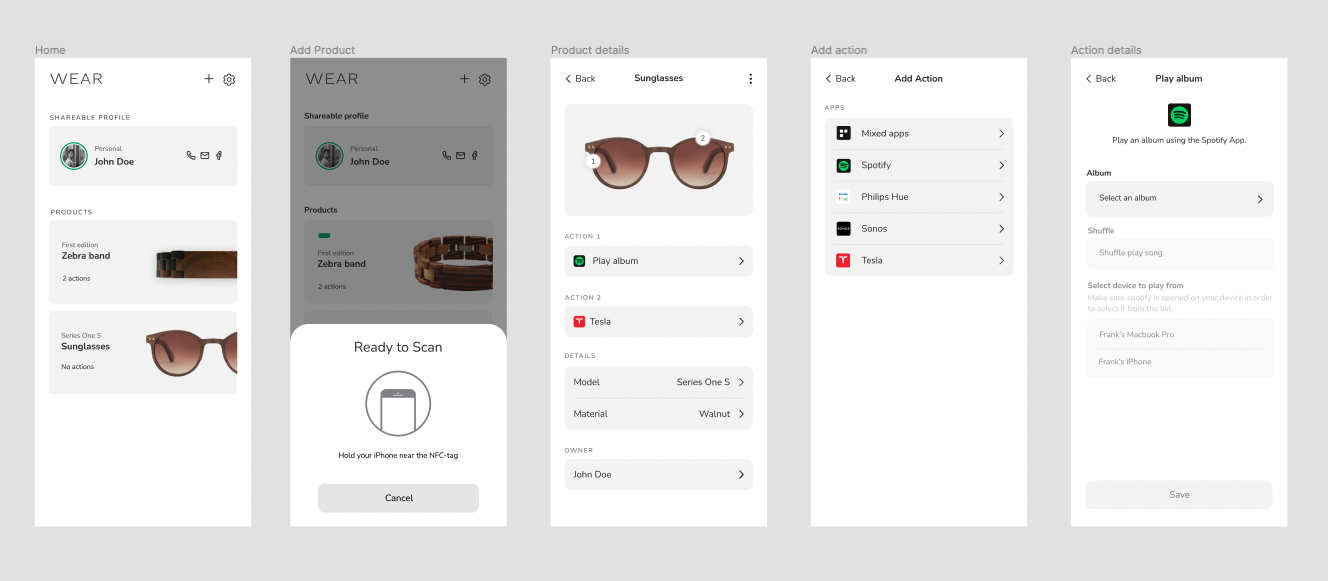 Home
WEAR
SHAREABLE PROFILE
Personal
John Doe
PRODUCTS
First edition
Zebra band
2 actions
Series One S
Sunglasses
No actions
Add Product
WEAR
Shareable profile
Personal
John Doe
Products
First edition
Zebra band
2 actions
Ready to Scan
Hold your iPhone near the NFC-tag
Cancel
Product details
Back
Sunglasses
1
2
ACTION 1
Play album
ACTION 2
Tesla
DETAILS
Model
Series One S
Material
Walnut
OWNER
John Doe
Add action
Back
Add Action
APPS
Mixed apps
Spotify
Philips Hue
SONOS
Sonos
Tesla
Action details
Back
Play album
Play an album using the Spotify App.
Album
Select an album
Shuffle
Shuffle play song
Select device to play from
Make sure spotify is opened on your device in order
to select it from the list.
Frank's Macbook Pro
Frank's iPhone
Save